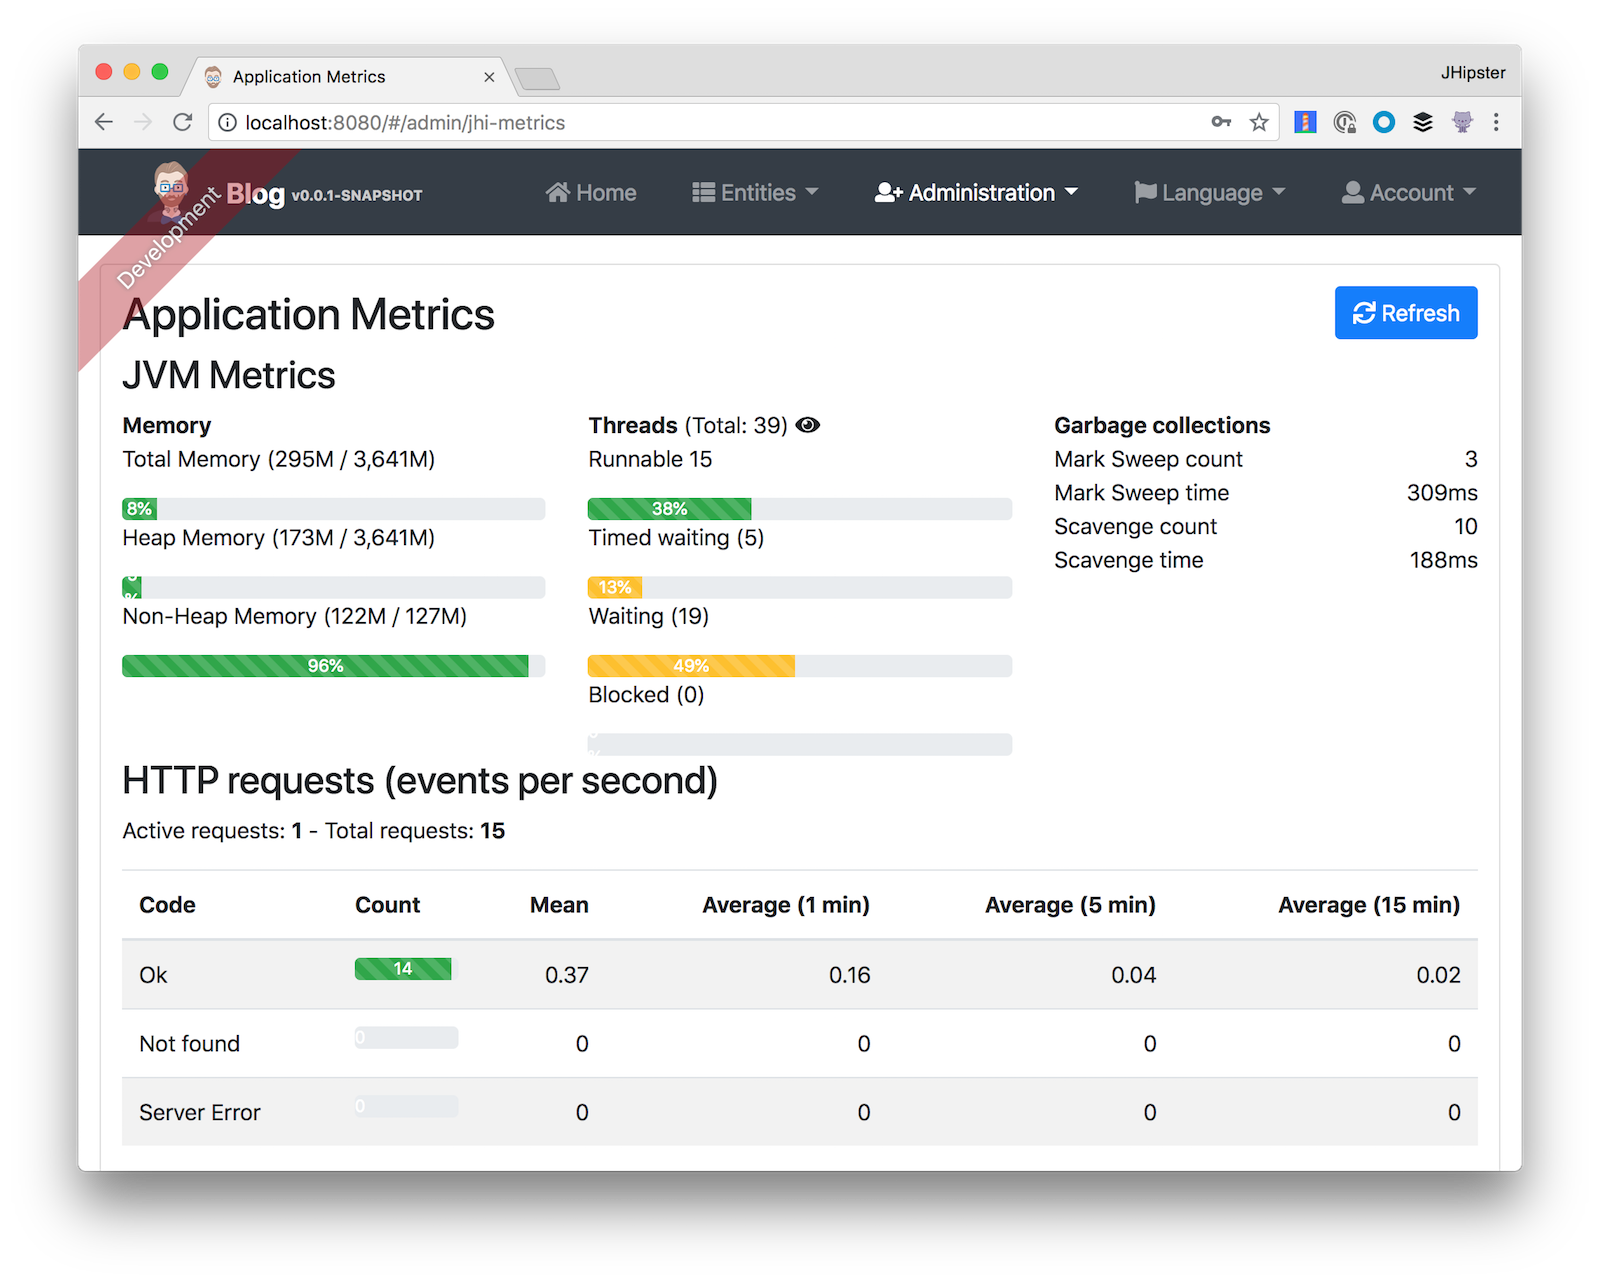 Application Metrics
JHipster
localhost:8080/#/admin/jhi-metrics
Development
Blog v0.0.1-SNAPSHOT
Home
Entities
Administration
Language
Account
Application Metrics
Refresh
JVM Metrics
Memory
Total Memory (295M / 3,641M)
8%
Heap Memory (173M / 3,641M)
%
Non-Heap Memory (122M / 127M)
96%
Threads (Total: 39)
Runnable 15
38%
Timed waiting (5)
13%
Waiting (19)
49%
Blocked (0)
%
Garbage collections
Mark Sweep count 3
Mark Sweep time 309ms
Scavenge count 10
Scavenge time 188ms
HTTP requests (events per second)
Active requests: 1 - Total requests: 15
Code Count Mean Average (1 min) Average (5 min) Average (15 min)
Ok 14 0.37 0.16 0.04 0.02
Not found 0 0 0 0 0
Server Error 0 0 0 0 0